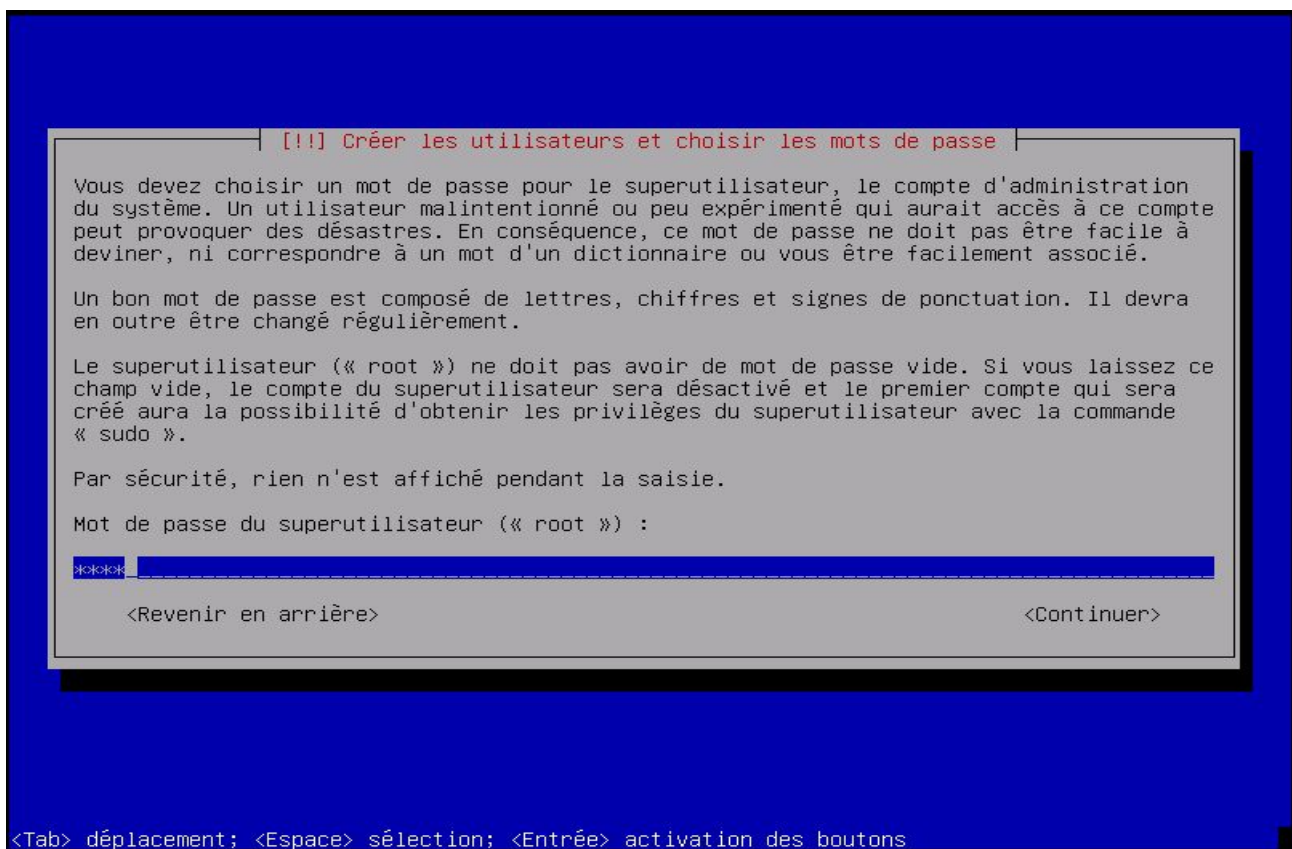 [!!] Créer les utilisateurs et choisir les mots de passe
Vous devez choisir un mot de passe pour le superutilisateur, le compte d'administration
du système. Un utilisateur malintentionné ou peu expérimenté qui aurait accès à ce compte
peut provoquer des désastres. En conséquence, ce mot de passe ne doit pas être facile à
deviner, ni correspondre à un mot d'un dictionnaire ou vous être facilement associé.
Un bon mot de passe est composé de lettres, chiffres et signes de ponctuation. Il devra
en outre être changé régulièrement.
Le superutilisateur (« root ») ne doit pas avoir de mot de passe vide. Si vous laissez ce
champ vide, le compte du superutilisateur sera désactivé et le premier compte qui sera
créé aura la possibilité d'obtenir les privilèges du superutilisateur avec la commande
« sudo ».
Par sécurité, rien n'est affiché pendant la saisie.
Mot de passe du superutilisateur (« root ») :
****
<Revenir en arrière> <Continuer>
<Tab> déplacement; <Espace> sélection; <Entrée> activation des boutons